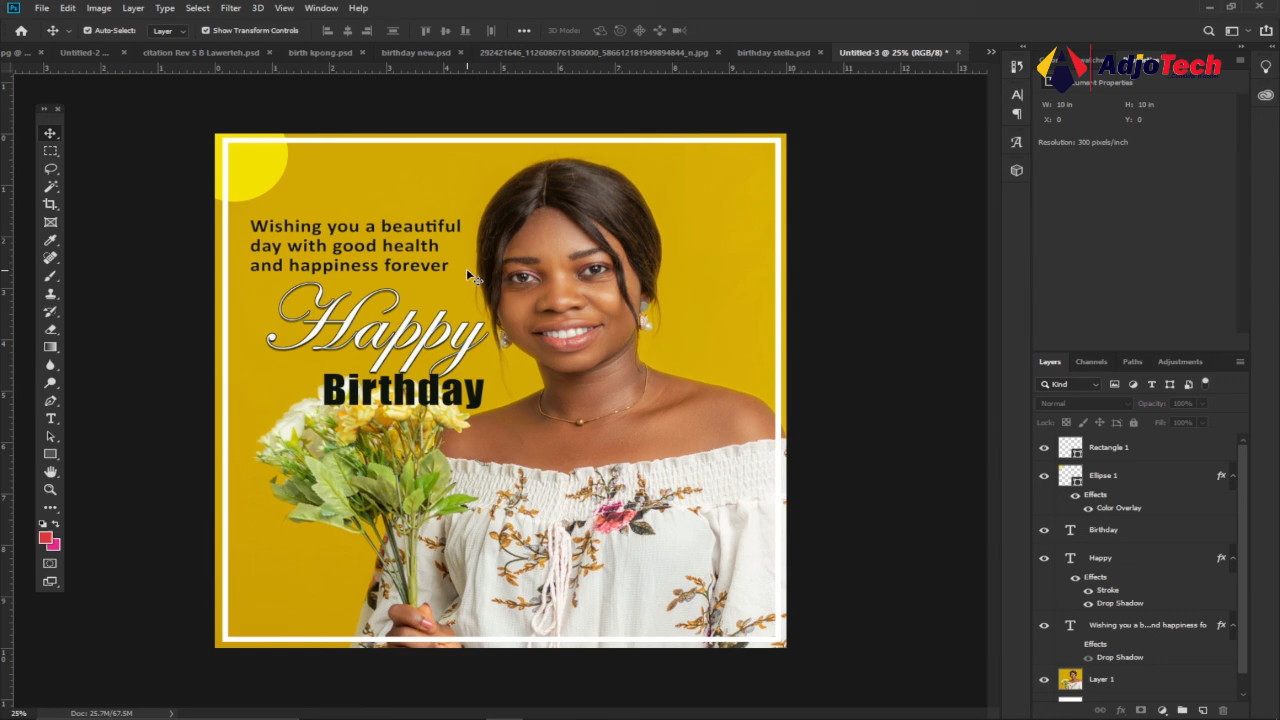 File Edit Image Layer Type Select Filter 3D View Window Help
Auto-Select: Layer Show Transform Controls 3D Mode:
pg @ ... Untitled-2 ... citation Rev S B Lawerteh.psd birth kpong.psd birthday new.psd 292421646_1126086761306000_586612181949894844_n.jpg birthday stella.psd Untitled-3 @ 25% (RGB/8) *
AdjoTech
Document Properties
W: 10 in H: 10 in
X: 0 Y: 0
Resolution: 300 pixels/inch
Wishing you a beautiful
day with good health
and happiness forever
Happy
Birthday
Layers Channels Paths Adjustments
Kind
Normal Opacity: 100%
Lock: Fill: 100%
Rectangle 1
Ellipse 1 fx
Effects
Color Overlay
T Birthday
T Happy fx
Effects
Stroke
Drop Shadow
T Wishing you a b...nd happiness fo fx
Effects
Drop Shadow
Layer 1
25% Doc: 25.7M/67.5M